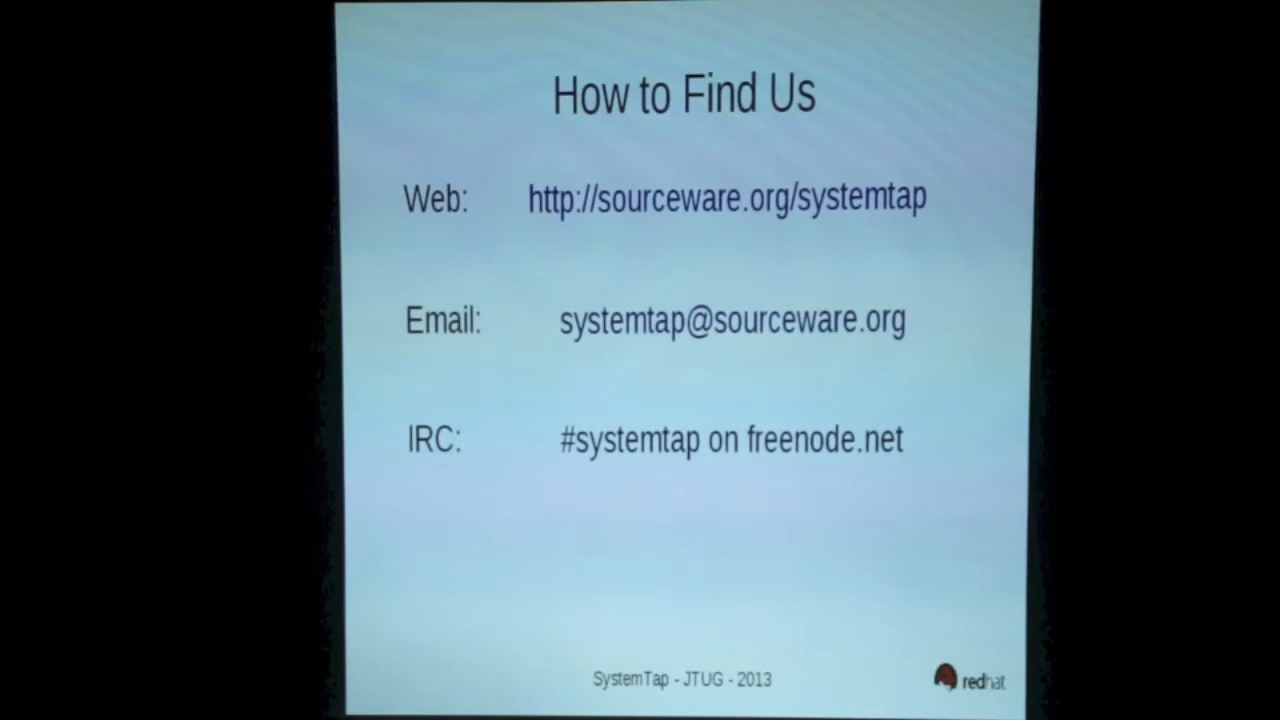 How to Find Us
Web: http://sourceware.org/systemtap
Email: systemtap@sourceware.org
IRC: #systemtap on freenode.net
SystemTap - JTUG - 2013
redhat